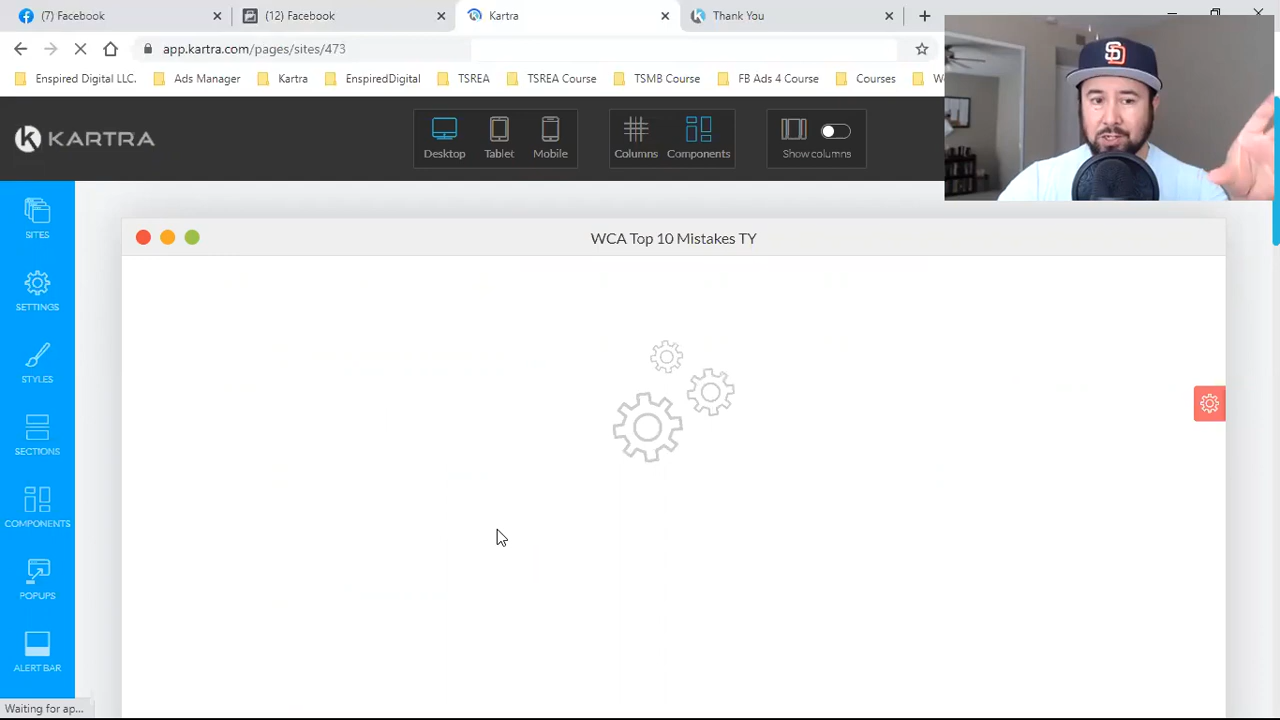 (7) Facebook
(12) Facebook
Kartra
Thank You
app.kartra.com/pages/sites/473
Enspired Digital LLC.
Ads Manager
Kartra
EnspiredDigital
TSREA
TSREA Course
TSMB Course
FB Ads 4 Course
Courses
KARTRA
Desktop
Tablet
Mobile
Columns
Components
Show columns
SD
SITES
SETTINGS
STYLES
SECTIONS
COMPONENTS
POPUPS
ALERT BAR
WCA Top 10 Mistakes TY
Waiting for ap...